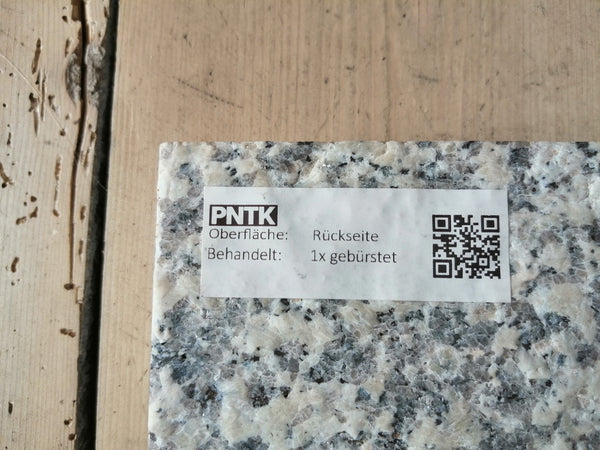 PNTK
Oberfläche: Rückseite
Behandelt: 1x gebürstet